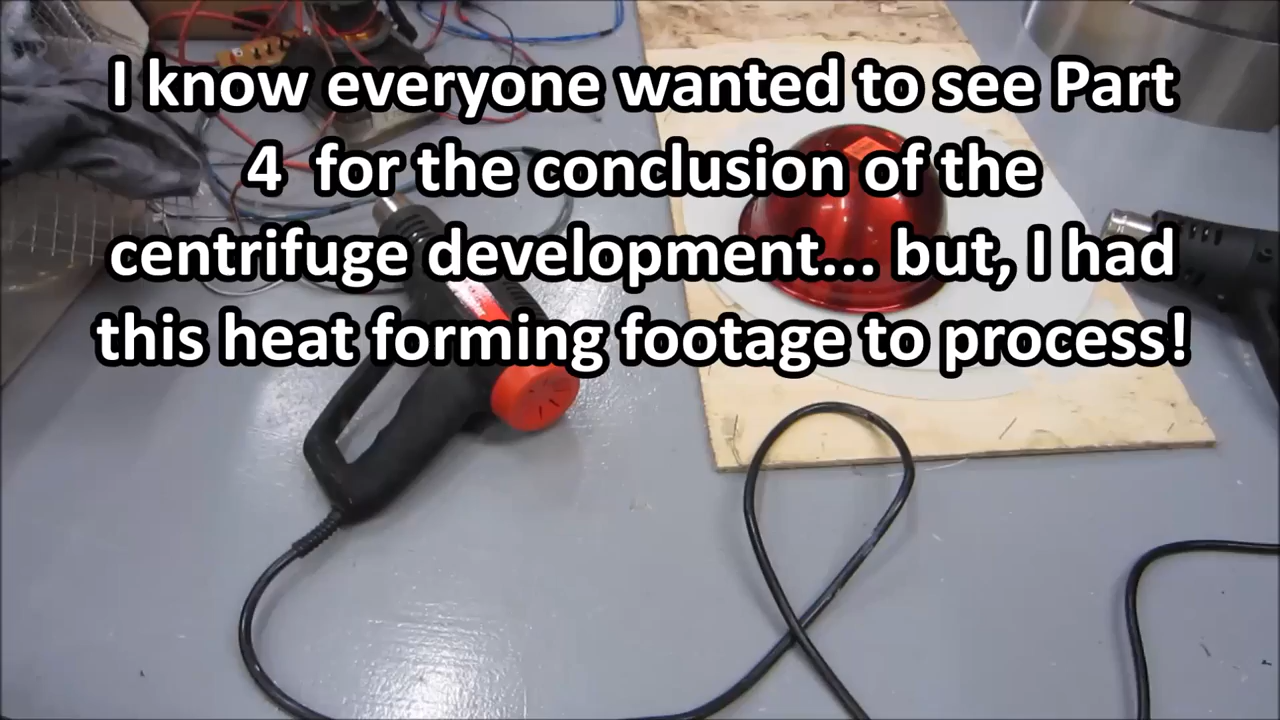 I know everyone wanted to see Part
4  for the conclusion of the
centrifuge development... but, I had
this heat forming footage to process!